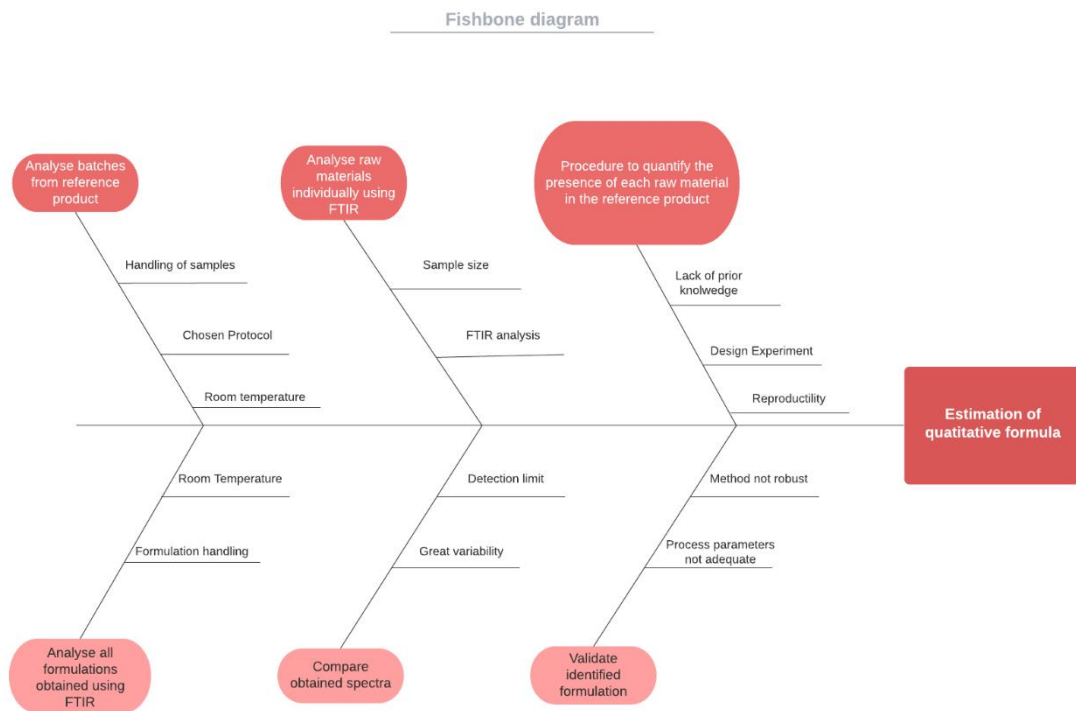 Fishbone diagram
Analyse batches
from reference
product
Handling of samples
Chosen Protocol
Room temperature
Analyse raw
materials
individually using
FTIR
Sample size
FTIR analysis
Procedure to quantify the
presence of each raw material
in the reference product
Lack of prior
knolwedge
Design Experiment
Reproductility
Estimation of
quatitative formula
Room Temperature
Formulation handling
Analyse all
formulations
obtained using
FTIR
Detection limit
Great variability
Compare
obtained spectra
Method not robust
Process parameters
not adequate
Validate
identified
formulation